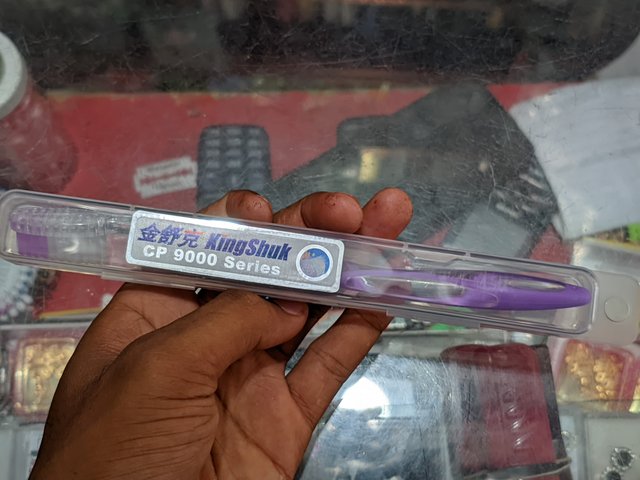 金舒克 KingShuk
CP 9000 Series